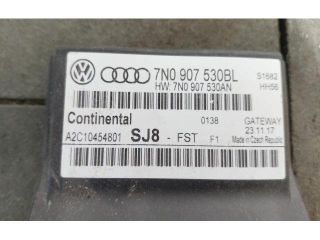 7N0 907 530BL S1682
HW: 7N0 907 530AN HH56
Continental 0138 GATEWAY
23.11.17
A2C10454801 SJ8 - FST F1 Made in Czech Republic